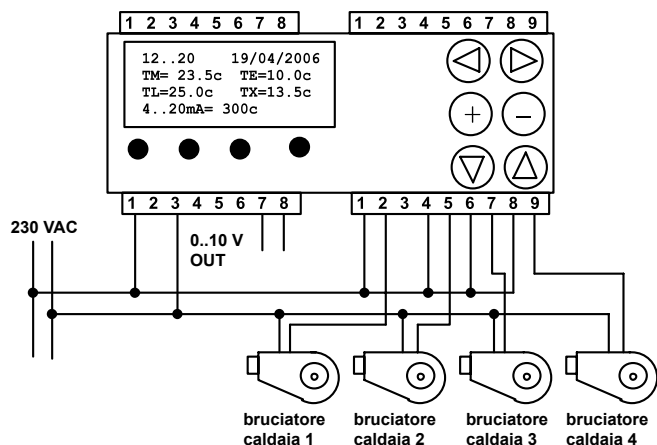 1 2 3 4 5 6 7 8
1 2 3 4 5 6 7 8 9
12..20 19/04/2006
TM= 23.5c TE=10.0c
TL=25.0c TX=13.5c
4..20mA= 300c
+ -
1 2 3 4 5 6 7 8
1 2 3 4 5 6 7 8 9
230 VAC
0..10 V
OUT
bruciatore
caldaia 1
bruciatore
caldaia 2
bruciatore
caldaia 3
bruciatore
caldaia 4